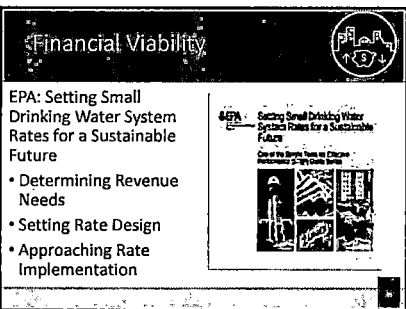 Financial Viability
EPA: Setting Small
Drinking Water System
Rates for a Sustainable
Future
• Determining Revenue
Needs
• Setting Rate Design
• Approaching Rate
Implementation
EPA
Setting Small Drinking Water
System Rates for a Sustainable
Future